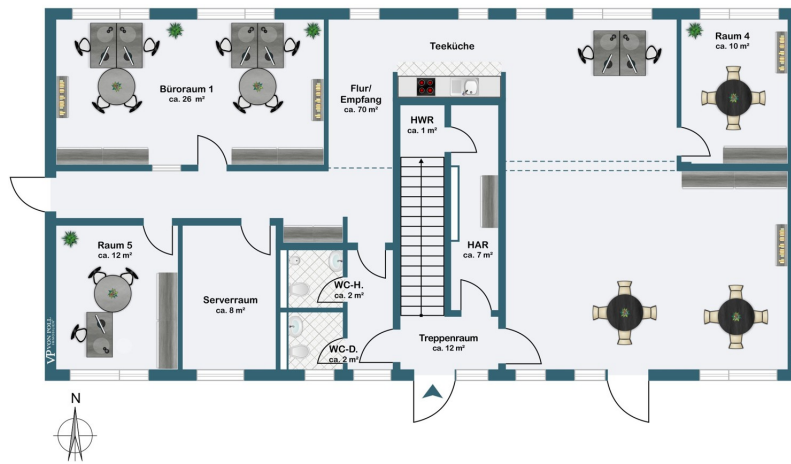 Büroraum 1
ca. 26 m²
Flur/
Empfang
ca. 70 m²
Teeküche
Raum 4
ca. 10 m²
HWR
ca. 1 m²
HAR
ca. 7 m²
Raum 5
ca. 12 m²
Serverraum
ca. 8 m²
WC-H.
ca. 2 m²
WC-D.
ca. 2 m²
Treppenraum
ca. 12 m²
VP VON POLL
N